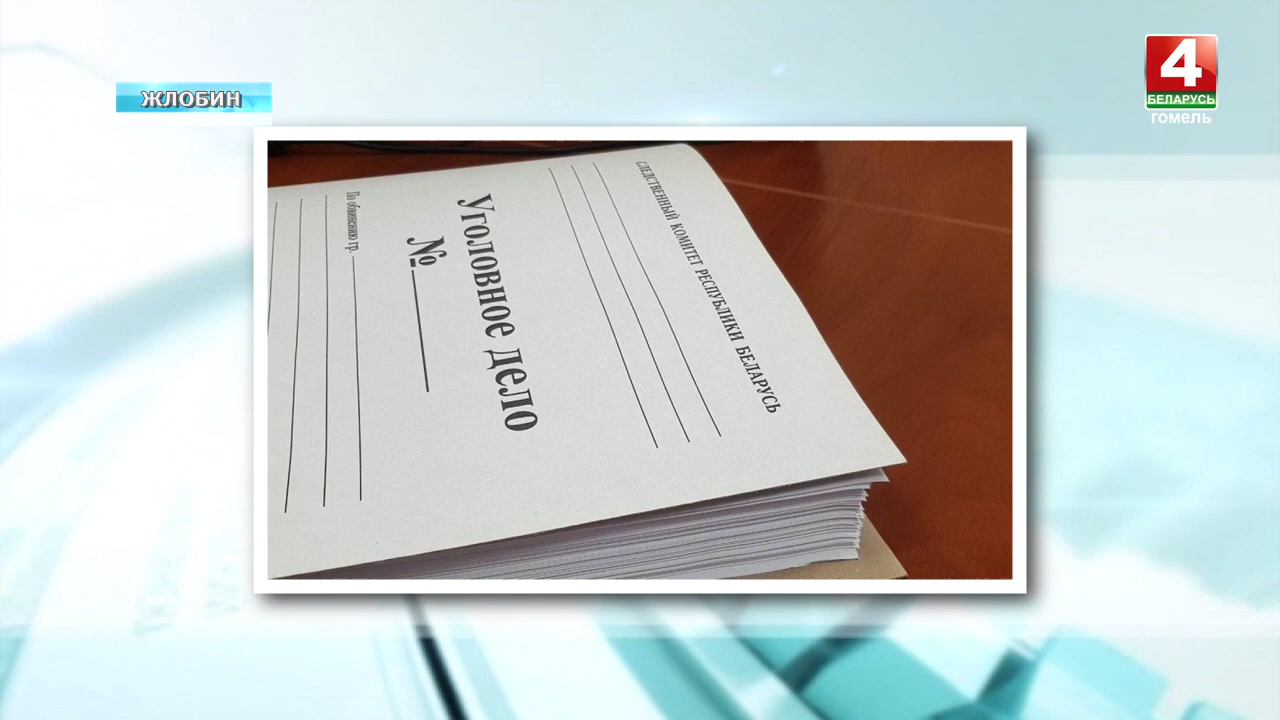 ЖЛОБИН
4
БЕЛАРУСЬ
гомель
СЛЕДСТВЕННЫЙ КОМИТЕТ РЕСПУБЛИКИ БЕЛАРУСЬ
Уголовное дело
№
По обвинению гр.